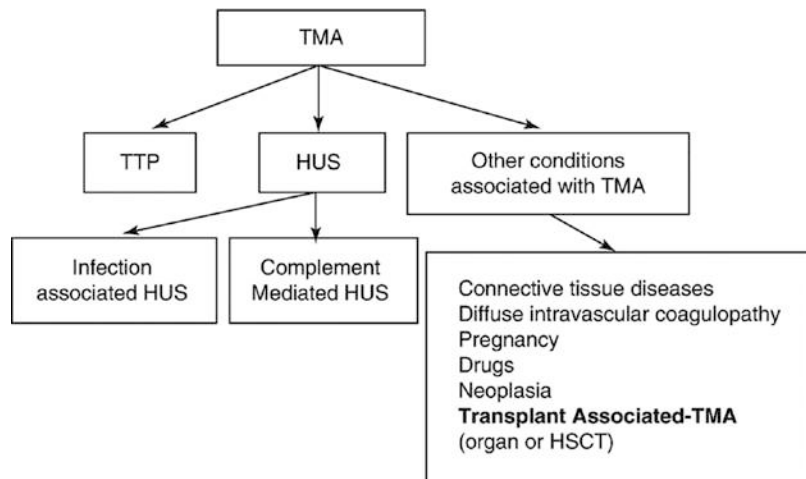 TMA
TTP
HUS
Other conditions
associated with TMA
Infection
associated HUS
Complement
Mediated HUS
Connective tissue diseases
Diffuse intravascular coagulopathy
Pregnancy
Drugs
Neoplasia
Transplant Associated-TMA
(organ or HSCT)